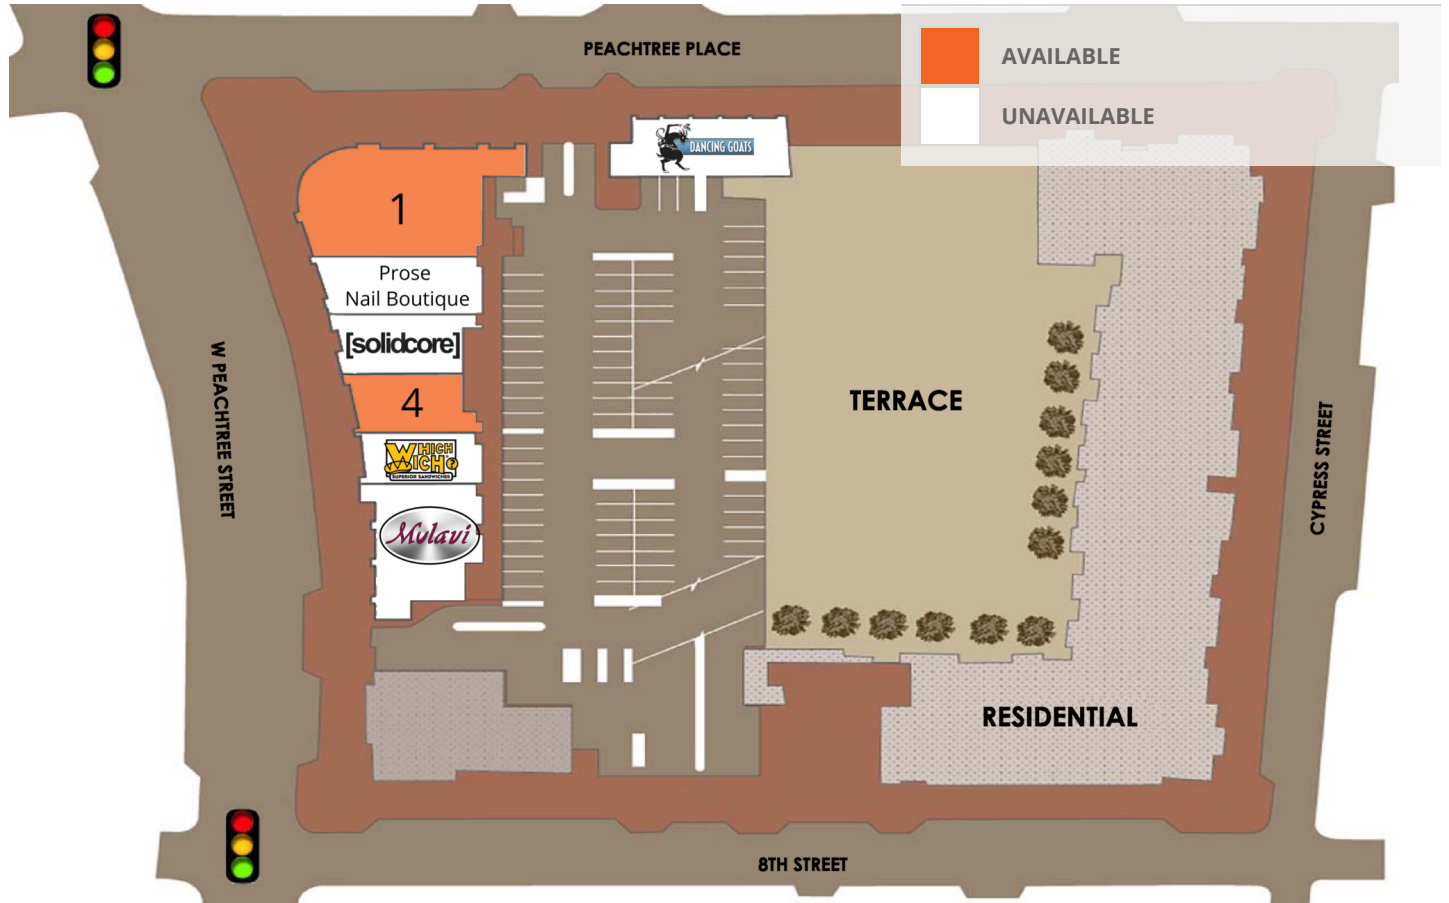 PEACHTREE PLACE
AVAILABLE
UNAVAILABLE
DANCING GOATS
1
Prose
Nail Boutique
[solidcore]
4
WHICH
WICH?
SUPERIOR SANDWICHES
Mulavi
W PEACHTREE STREET
TERRACE
CYPRESS STREET
RESIDENTIAL
8TH STREET